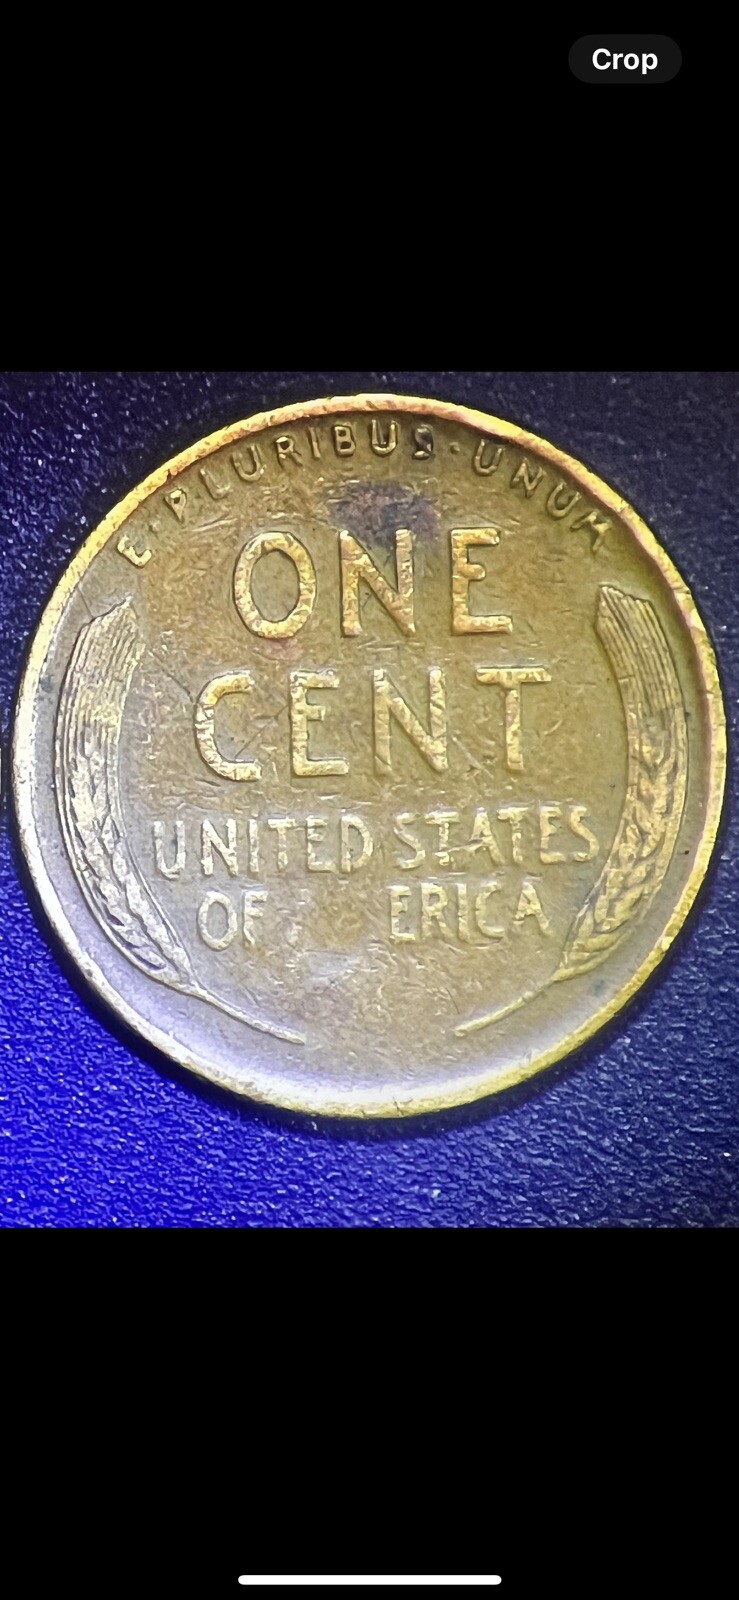 Crop
E·PLURIBUS·UNUM
ONE
CENT
UNITED STATES
OF ERICA